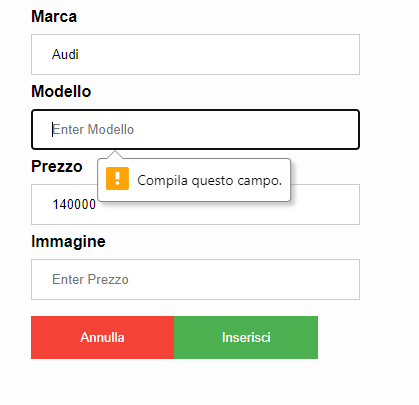 Marca
Audi
Modello
Enter Modello
Compila questo campo.
Prezzo
140000
Immagine
Enter Prezzo
Annulla
Inserisci